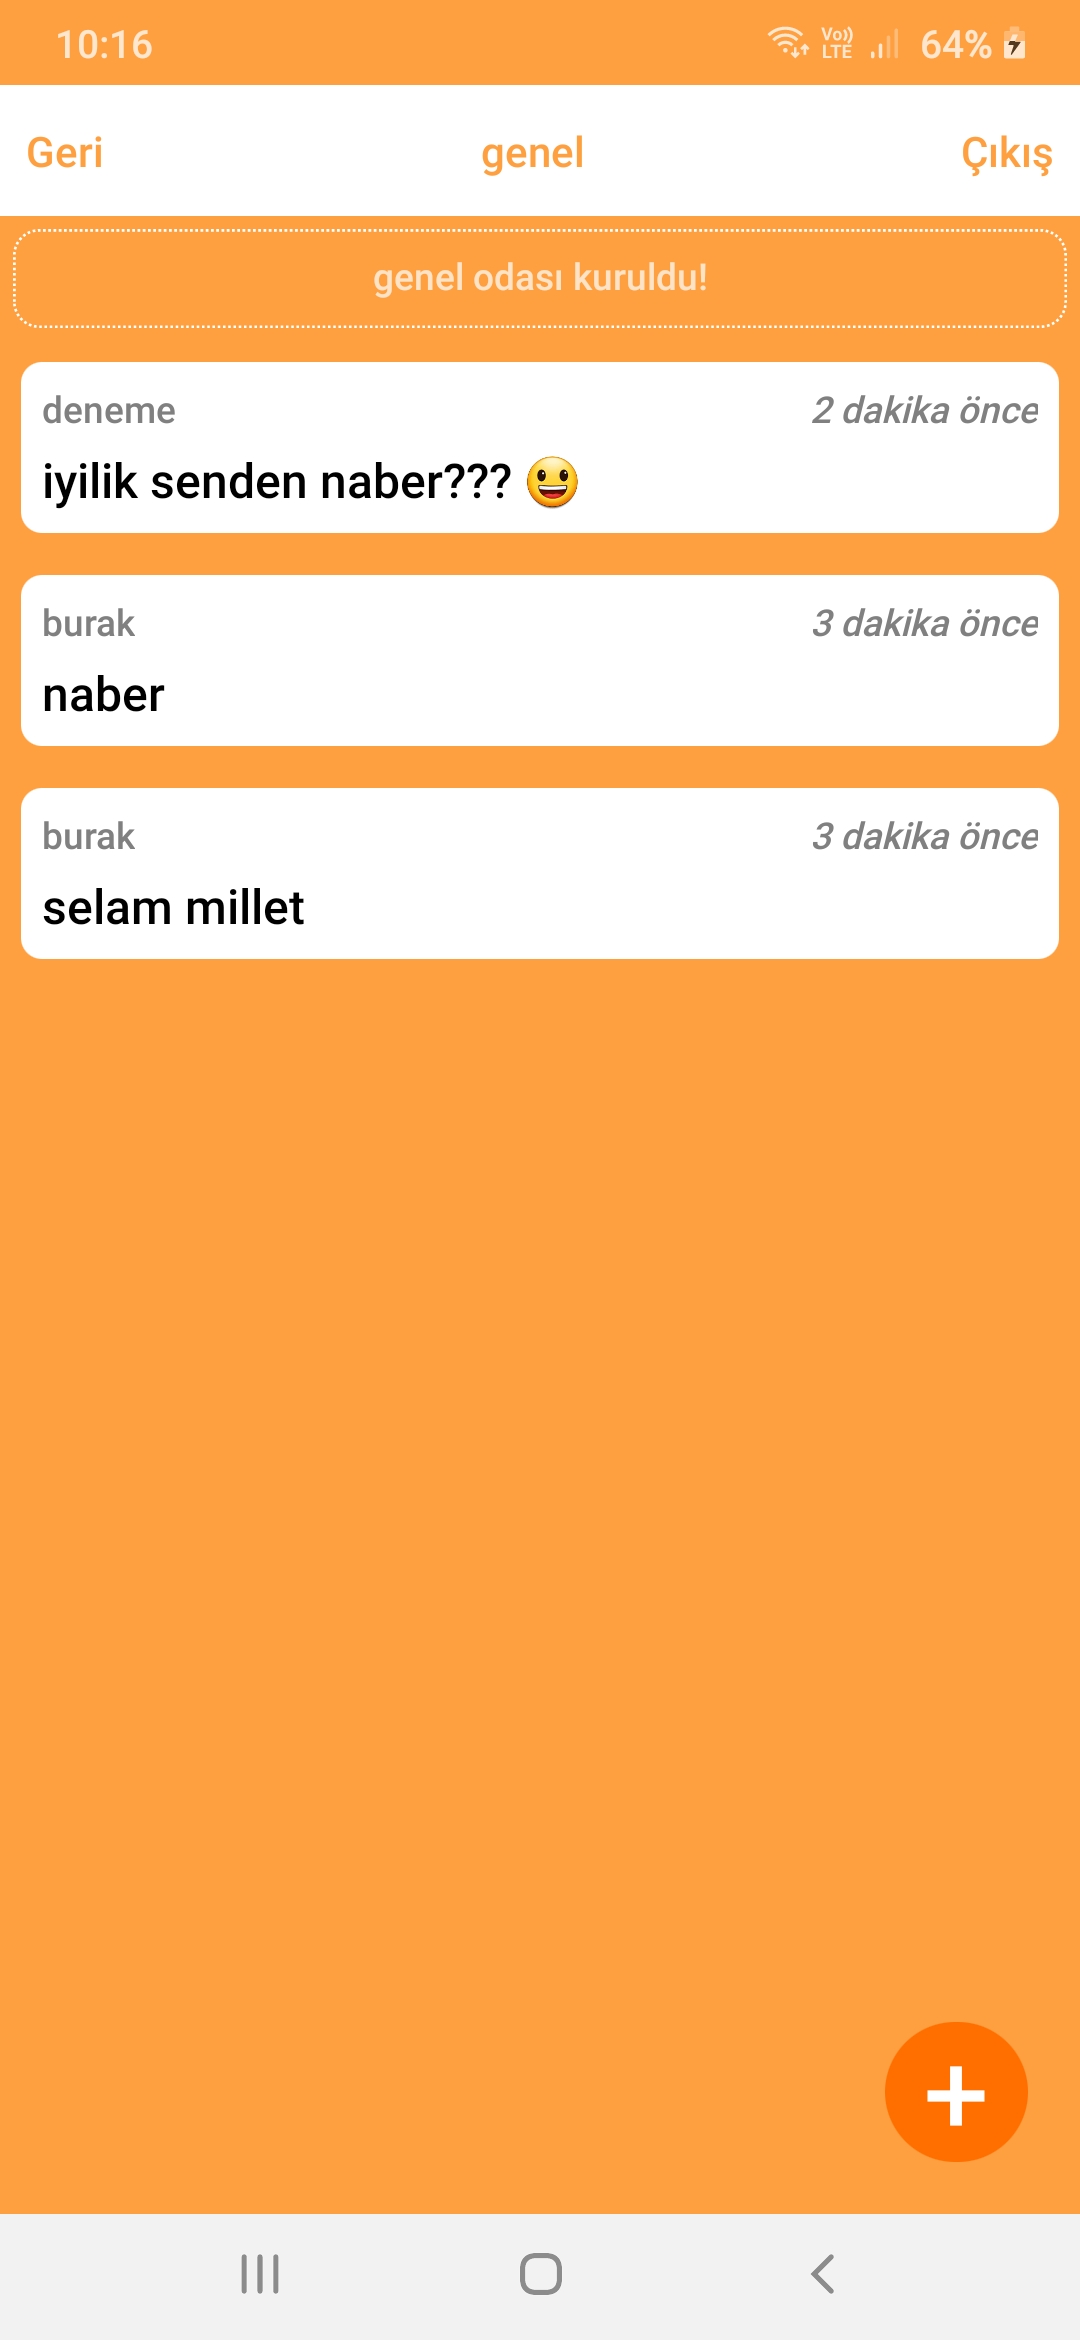 10:16 Vo)) LTE 64%
Geri genel Çıkış
genel odası kuruldu!
deneme 2 dakika önce
iyilik senden naber??? 😃
burak 3 dakika önce
naber
burak 3 dakika önce
selam millet